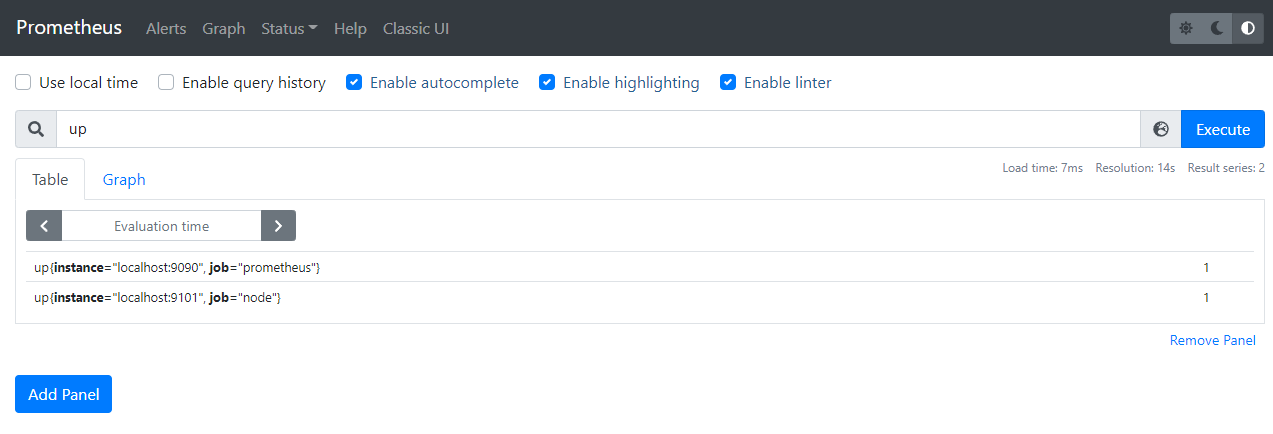 Prometheus Alerts Graph Status Help Classic UI
Use local time Enable query history Enable autocomplete Enable highlighting Enable linter
up Execute
Table Graph Load time: 7ms Resolution: 14s Result series: 2
Evaluation time
up{instance="localhost:9090", job="prometheus"} 1
up{instance="localhost:9101", job="node"} 1
Remove Panel
Add Panel